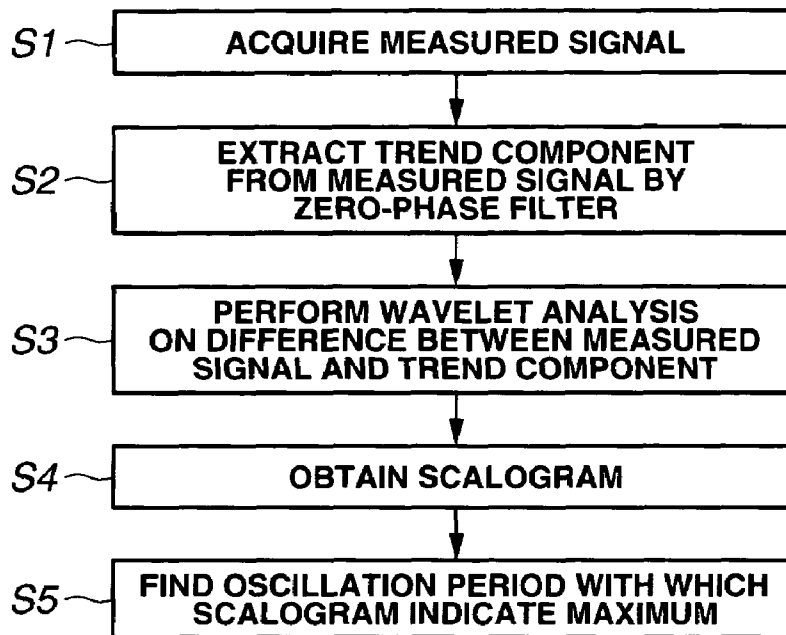 S1 ACQUIRE MEASURED SIGNAL
S2 EXTRACT TREND COMPONENT
FROM MEASURED SIGNAL BY
ZERO-PHASE FILTER
S3 PERFORM WAVELET ANALYSIS
ON DIFFERENCE BETWEEN MEASURED
SIGNAL AND TREND COMPONENT
S4 OBTAIN SCALOGRAM
S5 FIND OSCILLATION PERIOD WITH WHICH
SCALOGRAM INDICATE MAXIMUM